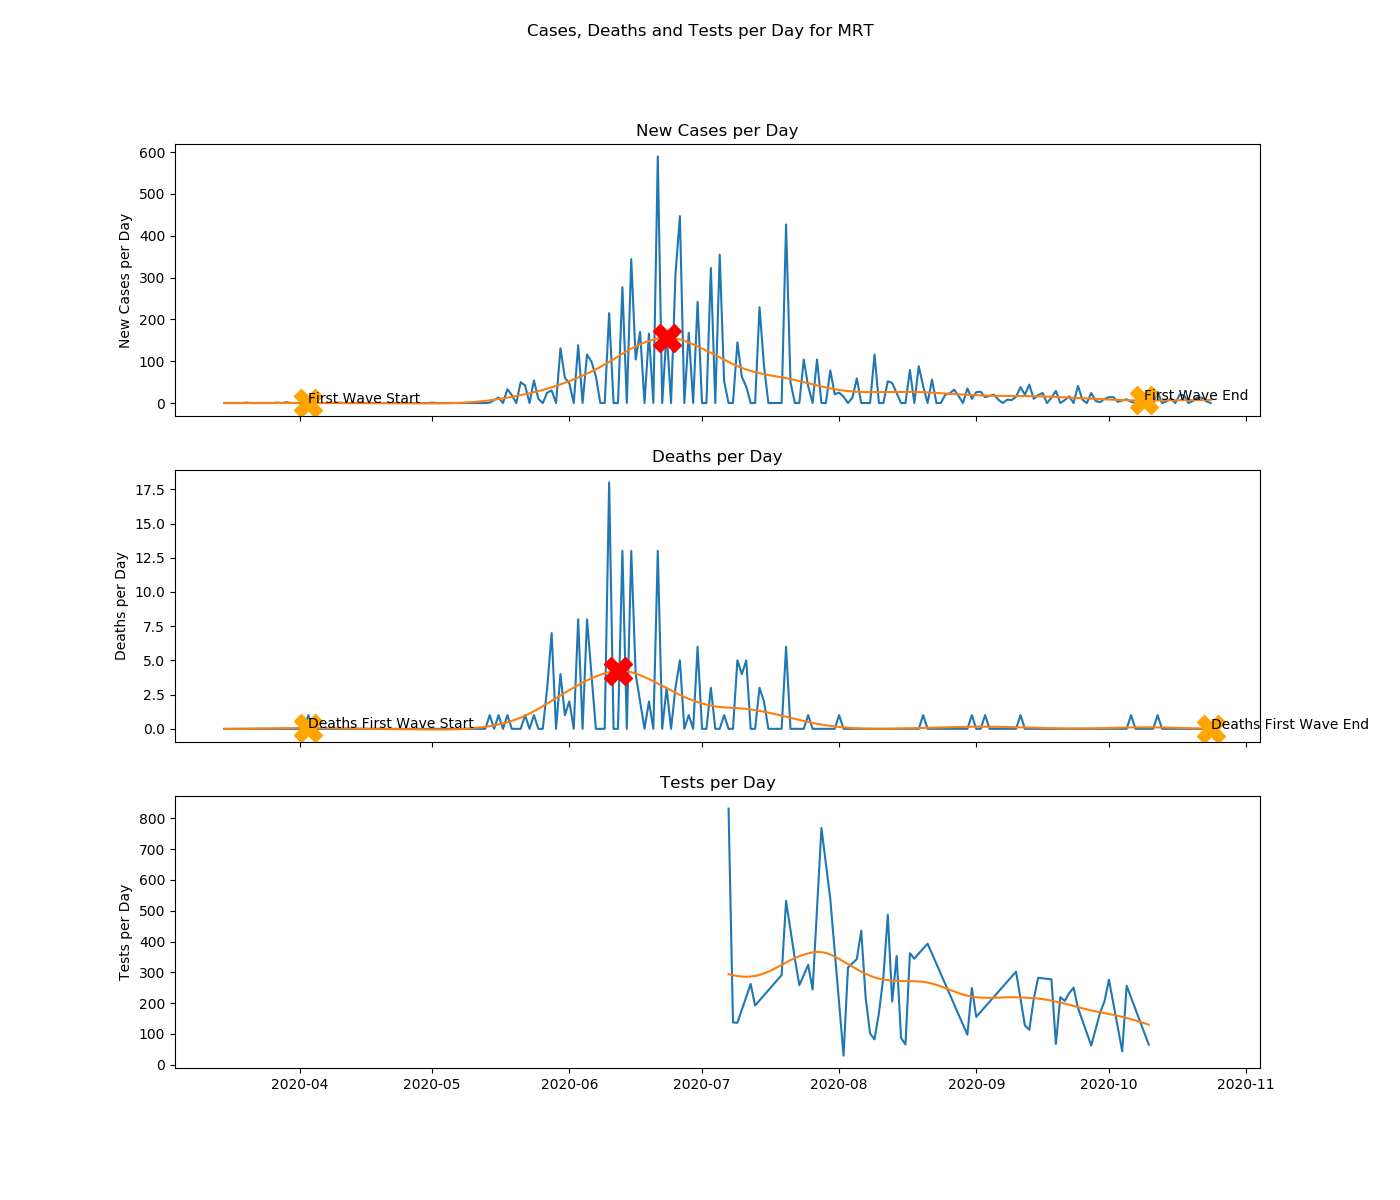 Cases, Deaths and Tests per Day for MRT
New Cases per Day
New Cases per Day
600
500
400
300
200
100
0
First Wave Start
First Wave End
Deaths per Day
Deaths per Day
17.5
15.0
12.5
10.0
7.5
5.0
2.5
0.0
Deaths First Wave Start
Deaths First Wave End
Tests per Day
Tests per Day
800
700
600
500
400
300
200
100
0
2020-04 2020-05 2020-06 2020-07 2020-08 2020-09 2020-10 2020-11